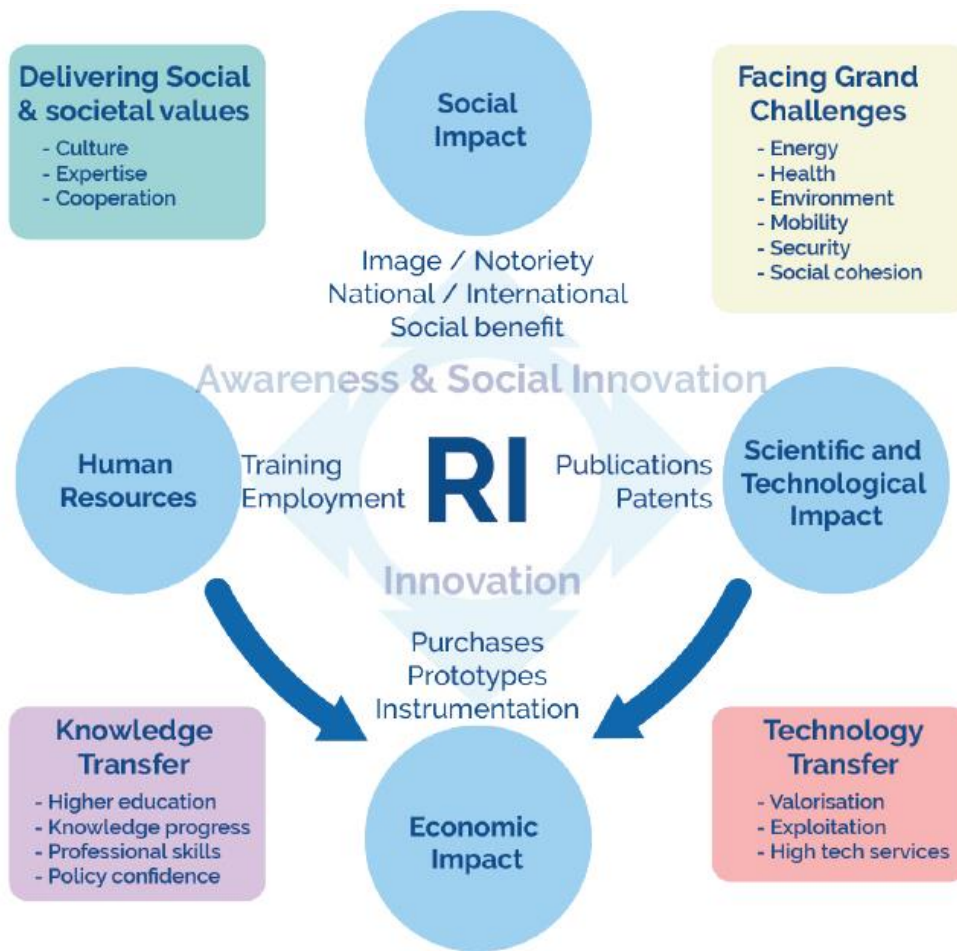 Delivering Social
& societal values
- Culture
- Expertise
- Cooperation
Social
Impact
Facing Grand
Challenges
- Energy
- Health
- Environment
- Mobility
- Security
- Social cohesion
Image / Notoriety
National / International
Social benefit
Awareness & Social Innovation
Human
Resources
Training
Employment
RI
Publications
Patents
Scientific and
Technological
Impact
Innovation
Purchases
Prototypes
Instrumentation
Knowledge
Transfer
- Higher education
- Knowledge progress
- Professional skills
- Policy confidence
Economic
Impact
Technology
Transfer
- Valorisation
- Exploitation
- High tech services